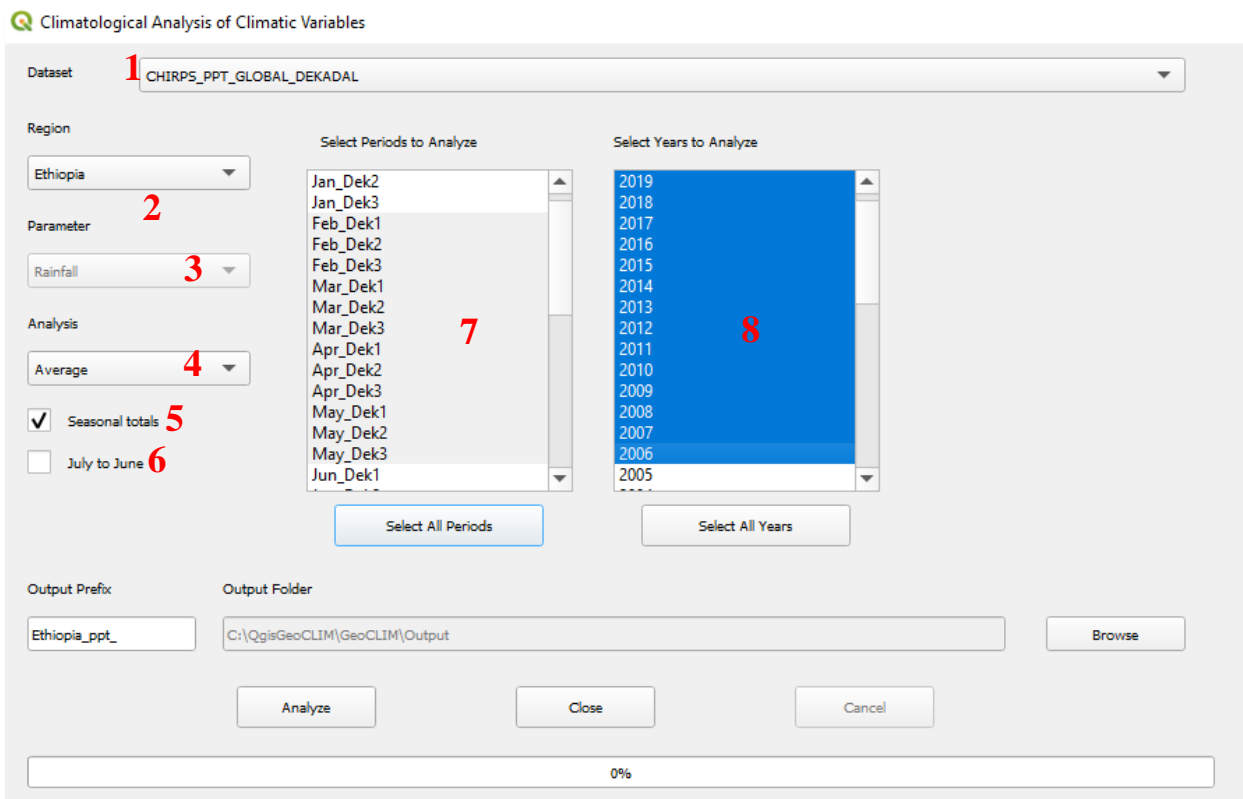 Climatological Analysis of Climatic Variables
Dataset
1
CHIRPS_PPT_GLOBAL_DEKADAL
Region
Ethiopia
2
Parameter
Rainfall
3
Analysis
Average
4
Seasonal totals 5
July to June 6
Select Periods to Analyze
Jan_Dek2
Jan_Dek3
Feb_Dek1
Feb_Dek2
Feb_Dek3
Mar_Dek1
Mar_Dek2
Mar_Dek3
Apr_Dek1
Apr_Dek2
Apr_Dek3
May_Dek1
May_Dek2
May_Dek3
Jun_Dek1
7
Select All Periods
Select Years to Analyze
2019
2018
2017
2016
2015
2014
2013
2012
2011
2010
2009
2008
2007
2006
2005
8
Select All Years
Output Prefix
Ethiopia_ppt_
Output Folder
C:\QgisGeoCLIM\GeoCLIM\Output
Browse
Analyze
Close
Cancel
0%